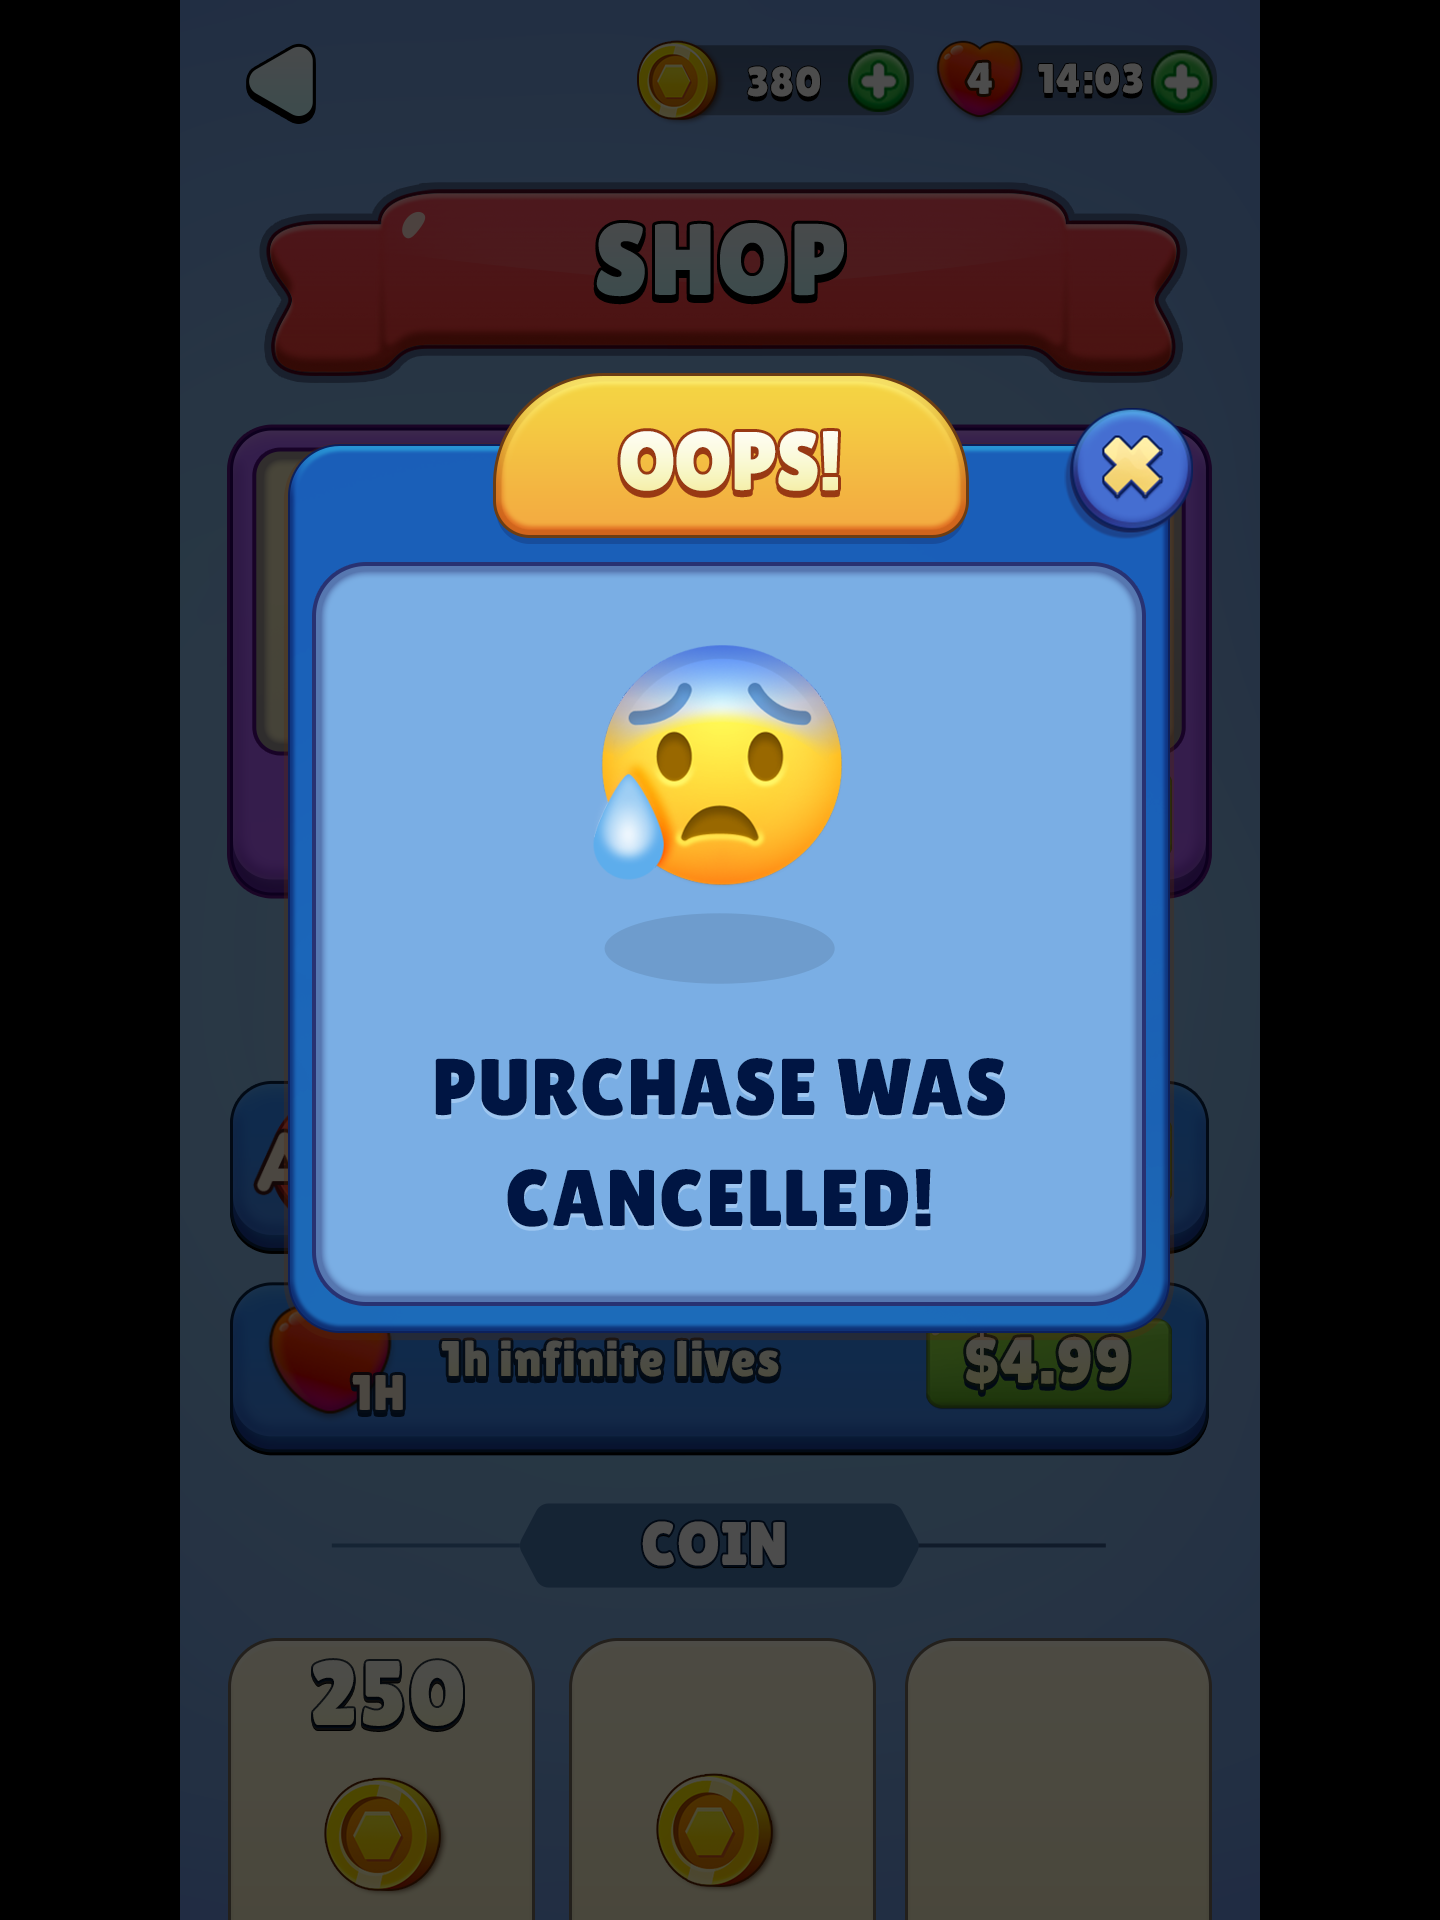 380
4
14:03
SHOP
OOPS!
PURCHASE WAS
CANCELLED!
1H
1h infinite lives
$4.99
COIN
250